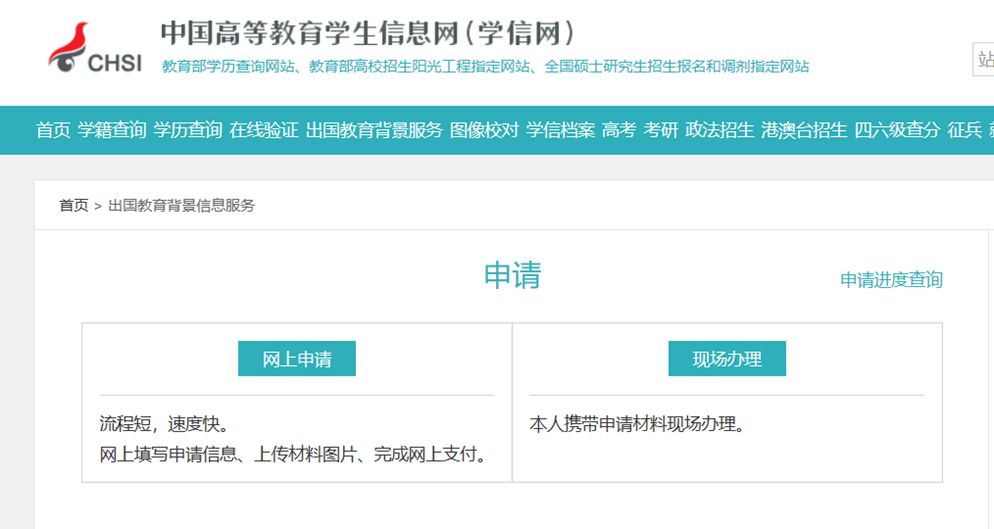 中国高等教育学生信息网(学信网)
CHSI
教育部学历查询网站、教育部高校招生阳光工程指定网站、全国硕士研究生招生报名和调剂指定网站
站
首页 学籍查询 学历查询 在线验证 出国教育背景服务 图像校对 学信档案 高考 考研 政法招生 港澳台招生 四六级查分 征兵
首页 > 出国教育背景信息服务
申请
申请进度查询
网上申请
流程短，速度快。
网上填写申请信息、上传材料图片、完成网上支付。
现场办理
本人携带申请材料现场办理。